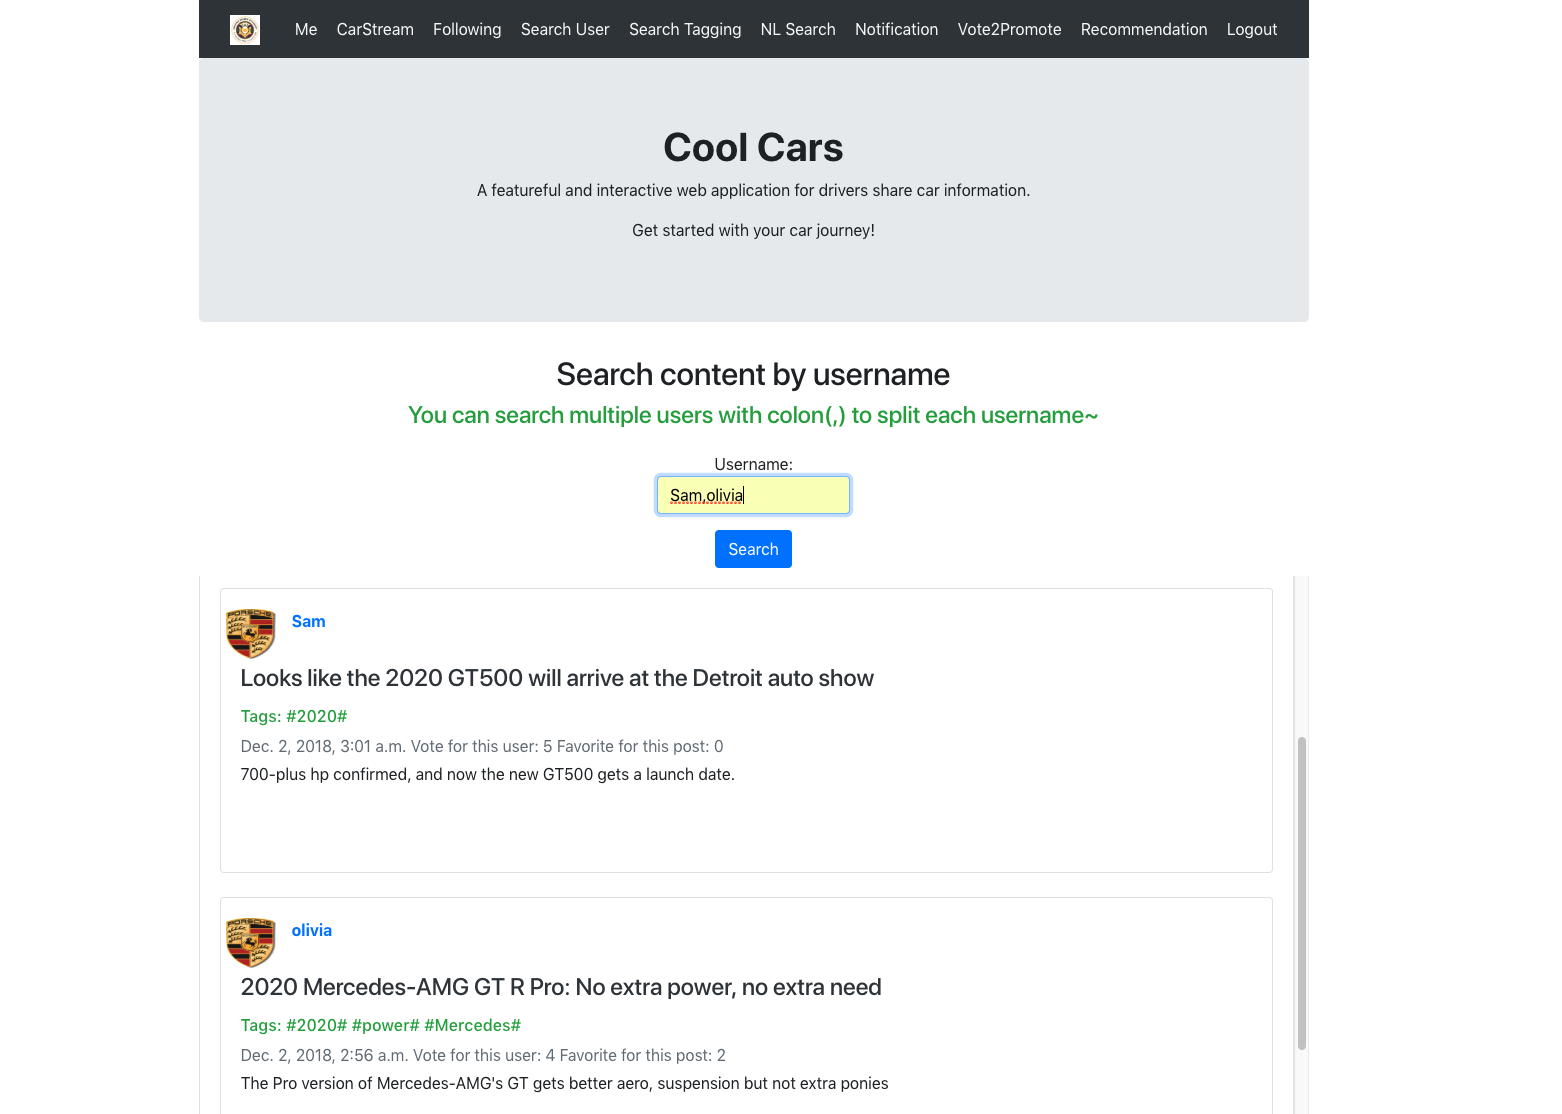 Me CarStream Following Search User Search Tagging NL Search Notification Vote2Promote Recommendation Logout
Cool Cars
A featureful and interactive web application for drivers share car information.
Get started with your car journey!
Search content by username
You can search multiple users with colon(,) to split each username~
Username:
Sam,olivia
Search
PORSCHE
Sam
Looks like the 2020 GT500 will arrive at the Detroit auto show
Tags: #2020#
Dec. 2, 2018, 3:01 a.m. Vote for this user: 5 Favorite for this post: 0
700-plus hp confirmed, and now the new GT500 gets a launch date.
PORSCHE
olivia
2020 Mercedes-AMG GT R Pro: No extra power, no extra need
Tags: #2020# #power# #Mercedes#
Dec. 2, 2018, 2:56 a.m. Vote for this user: 4 Favorite for this post: 2
The Pro version of Mercedes-AMG's GT gets better aero, suspension but not extra ponies